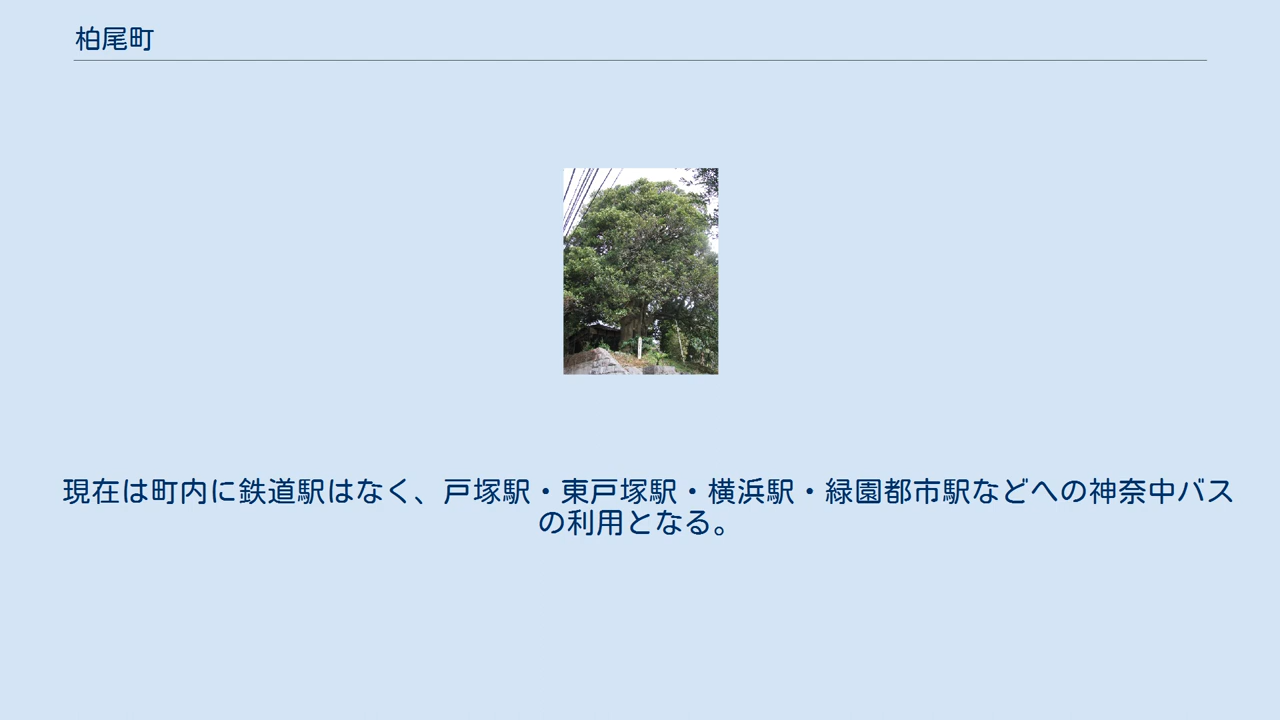 柏尾町
現在は町内に鉄道駅はなく、戸塚駅・東戸塚駅・横浜駅・緑園都市駅などへの神奈中バス
の利用となる。